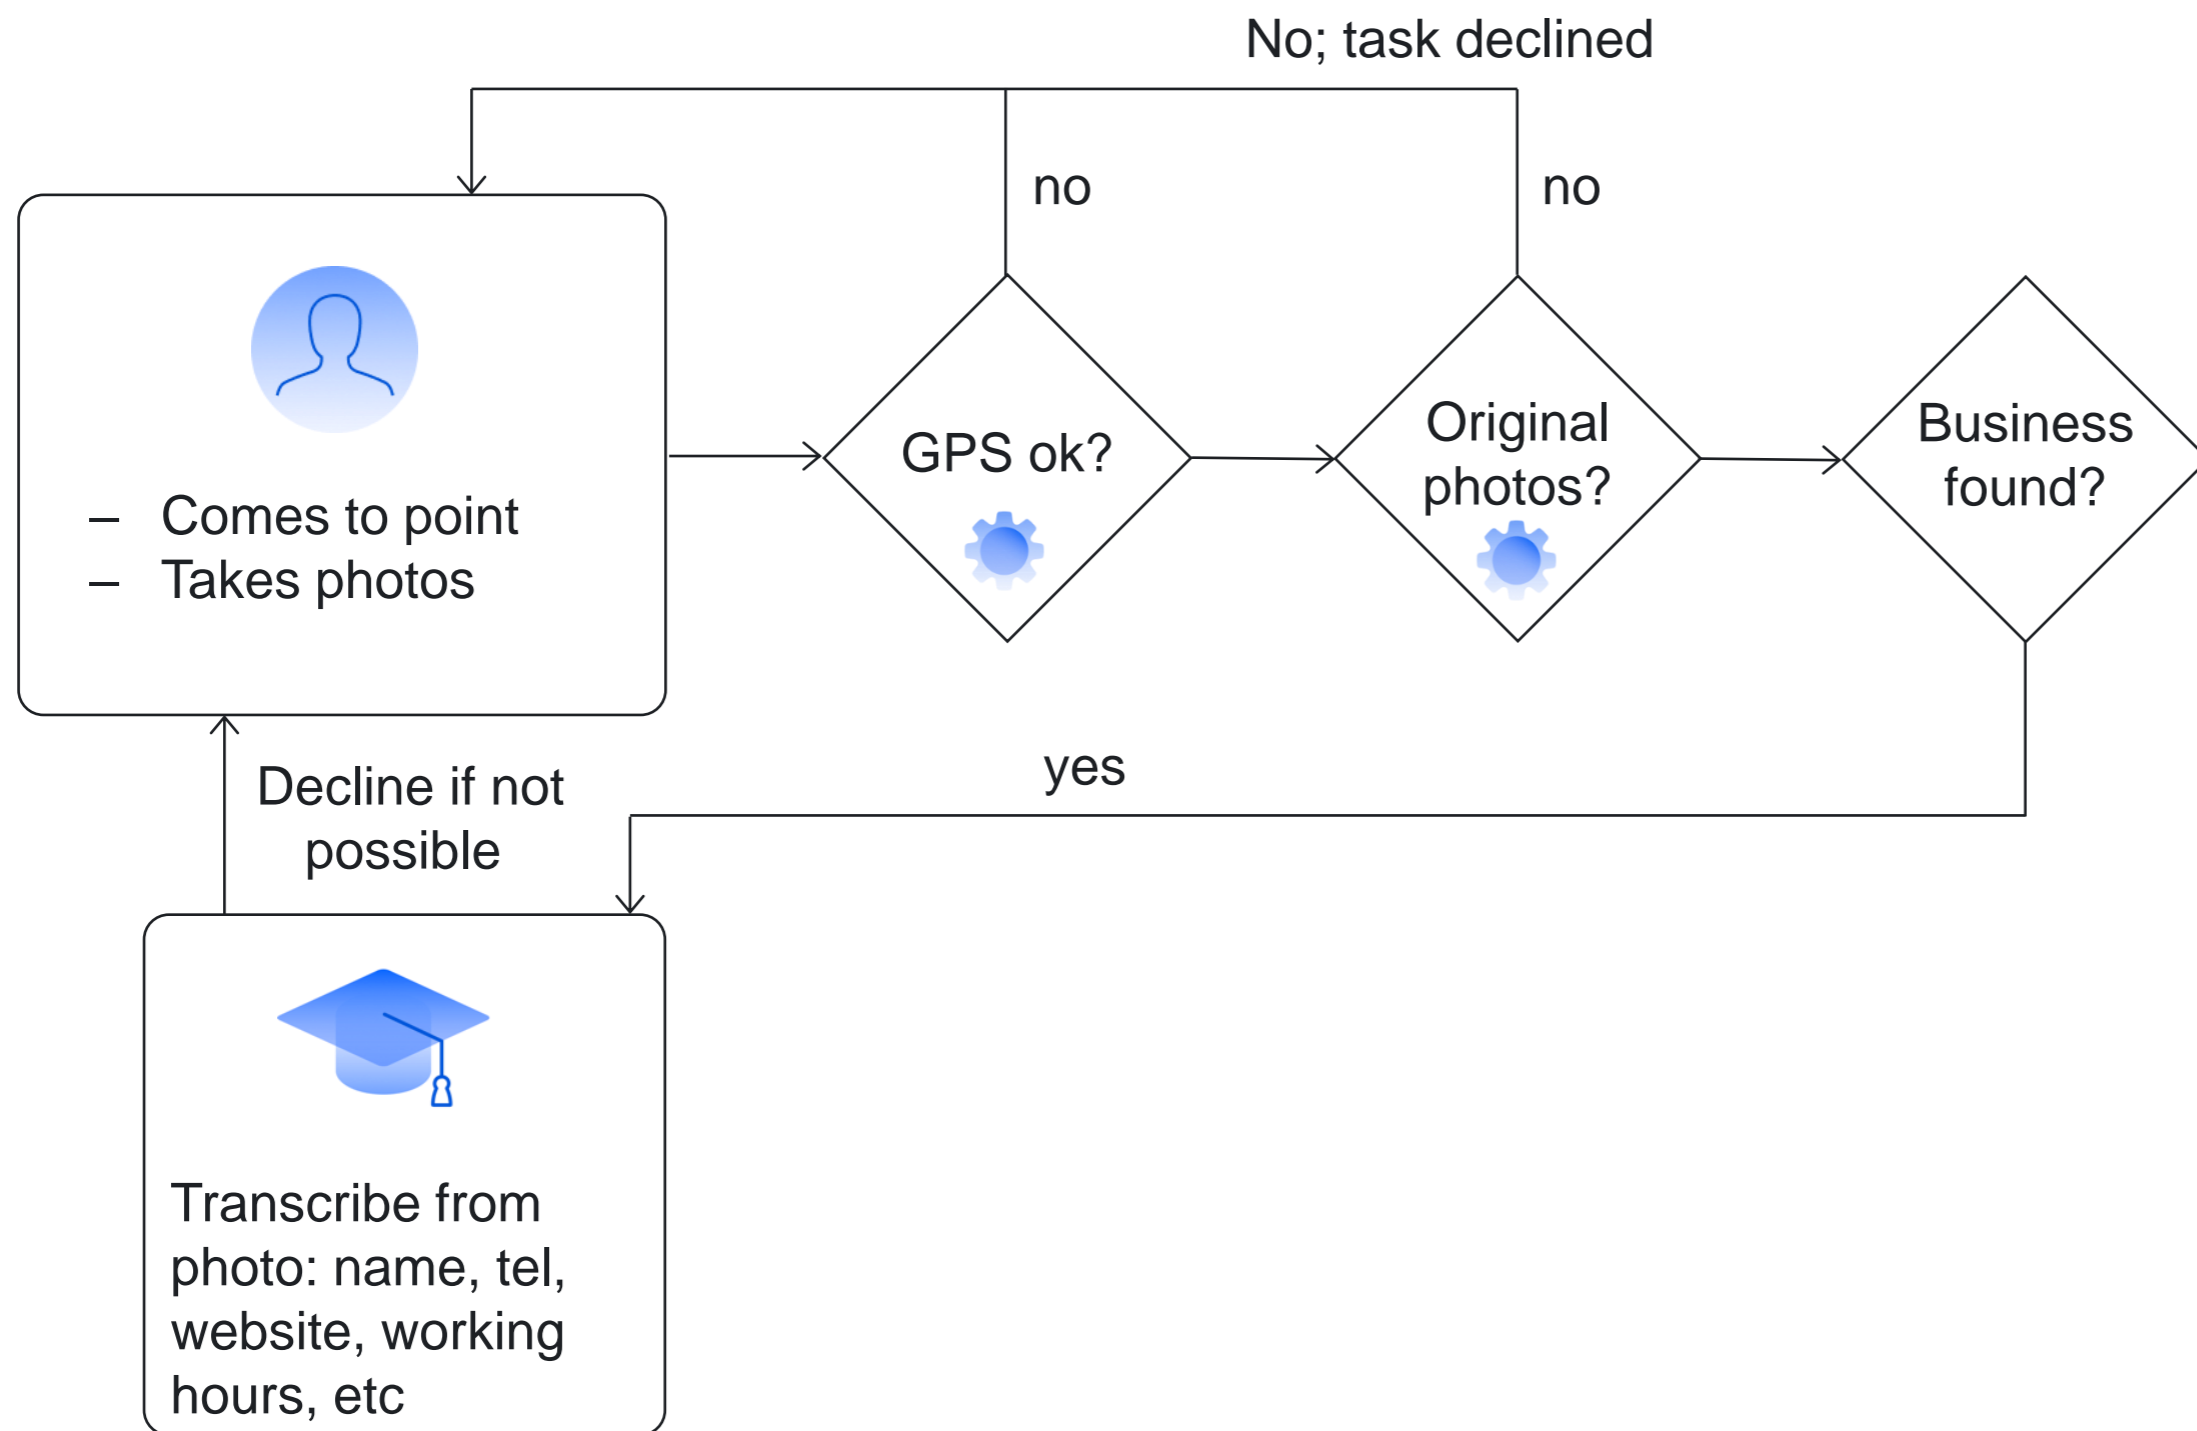 No; task declined
no
no
– Comes to point
– Takes photos
GPS ok?
Original
photos?
Business
found?
Decline if not
possible
yes
Transcribe from
photo: name, tel,
website, working
hours, etc